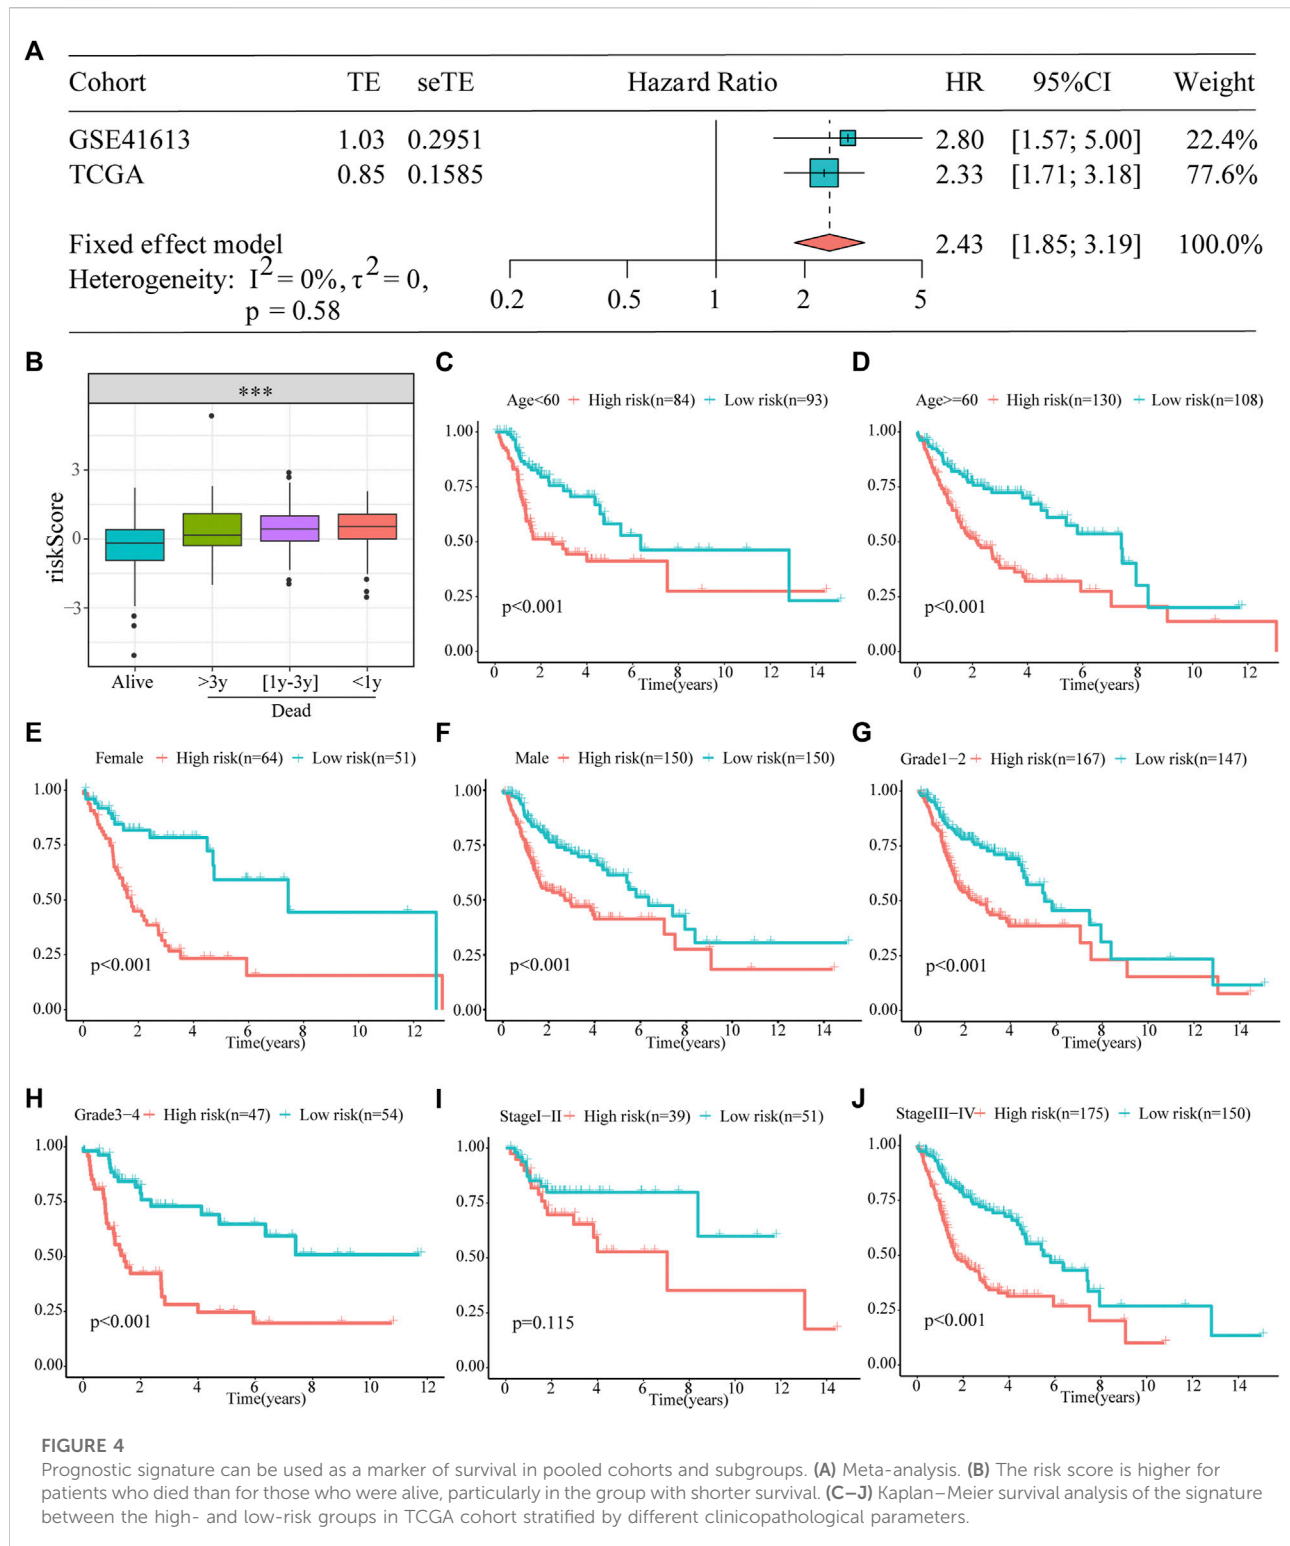 A
Cohort TE seTE Hazard Ratio HR 95%CI Weight
GSE41613 1.03 0.2951 2.80 [1.57; 5.00] 22.4%
TCGA 0.85 0.1585 2.33 [1.71; 3.18] 77.6%
Fixed effect model 2.43 [1.85; 3.19] 100.0%
Heterogeneity: I² = 0%, τ² = 0,
p = 0.58
0.2 0.5 1 2 5
B
***
riskScore
3
0
−3
Alive >3y [1y-3y] <1y
Dead
C
Age<60 High risk(n=84) Low risk(n=93)
1.00
0.75
0.50
0.25
0.00
p<0.001
0 2 4 6 8 10 12 14
Time(years)
D
Age>=60 High risk(n=130) Low risk(n=108)
1.00
0.75
0.50
0.25
0.00
p<0.001
0 2 4 6 8 10 12
Time(years)
E
Female High risk(n=64) Low risk(n=51)
1.00
0.75
0.50
0.25
0.00
p<0.001
0 2 4 6 8 10 12
Time(years)
F
Male High risk(n=150) Low risk(n=150)
1.00
0.75
0.50
0.25
0.00
p<0.001
0 2 4 6 8 10 12 14
Time(years)
G
Grade1−2 High risk(n=167) Low risk(n=147)
1.00
0.75
0.50
0.25
0.00
p<0.001
0 2 4 6 8 10 12 14
Time(years)
H
Grade3−4 High risk(n=47) Low risk(n=54)
1.00
0.75
0.50
0.25
0.00
p<0.001
0 2 4 6 8 10 12
Time(years)
I
StageI−II High risk(n=39) Low risk(n=51)
1.00
0.75
0.50
0.25
0.00
p=0.115
0 2 4 6 8 10 12 14
Time(years)
J
StageIII−IV High risk(n=175) Low risk(n=150)
1.00
0.75
0.50
0.25
0.00
p<0.001
0 2 4 6 8 10 12 14
Time(years)
FIGURE 4
Prognostic signature can be used as a marker of survival in pooled cohorts and subgroups. (A) Meta-analysis. (B) The risk score is higher for
patients who died than for those who were alive, particularly in the group with shorter survival. (C–J) Kaplan–Meier survival analysis of the signature
between the high- and low-risk groups in TCGA cohort stratified by different clinicopathological parameters.